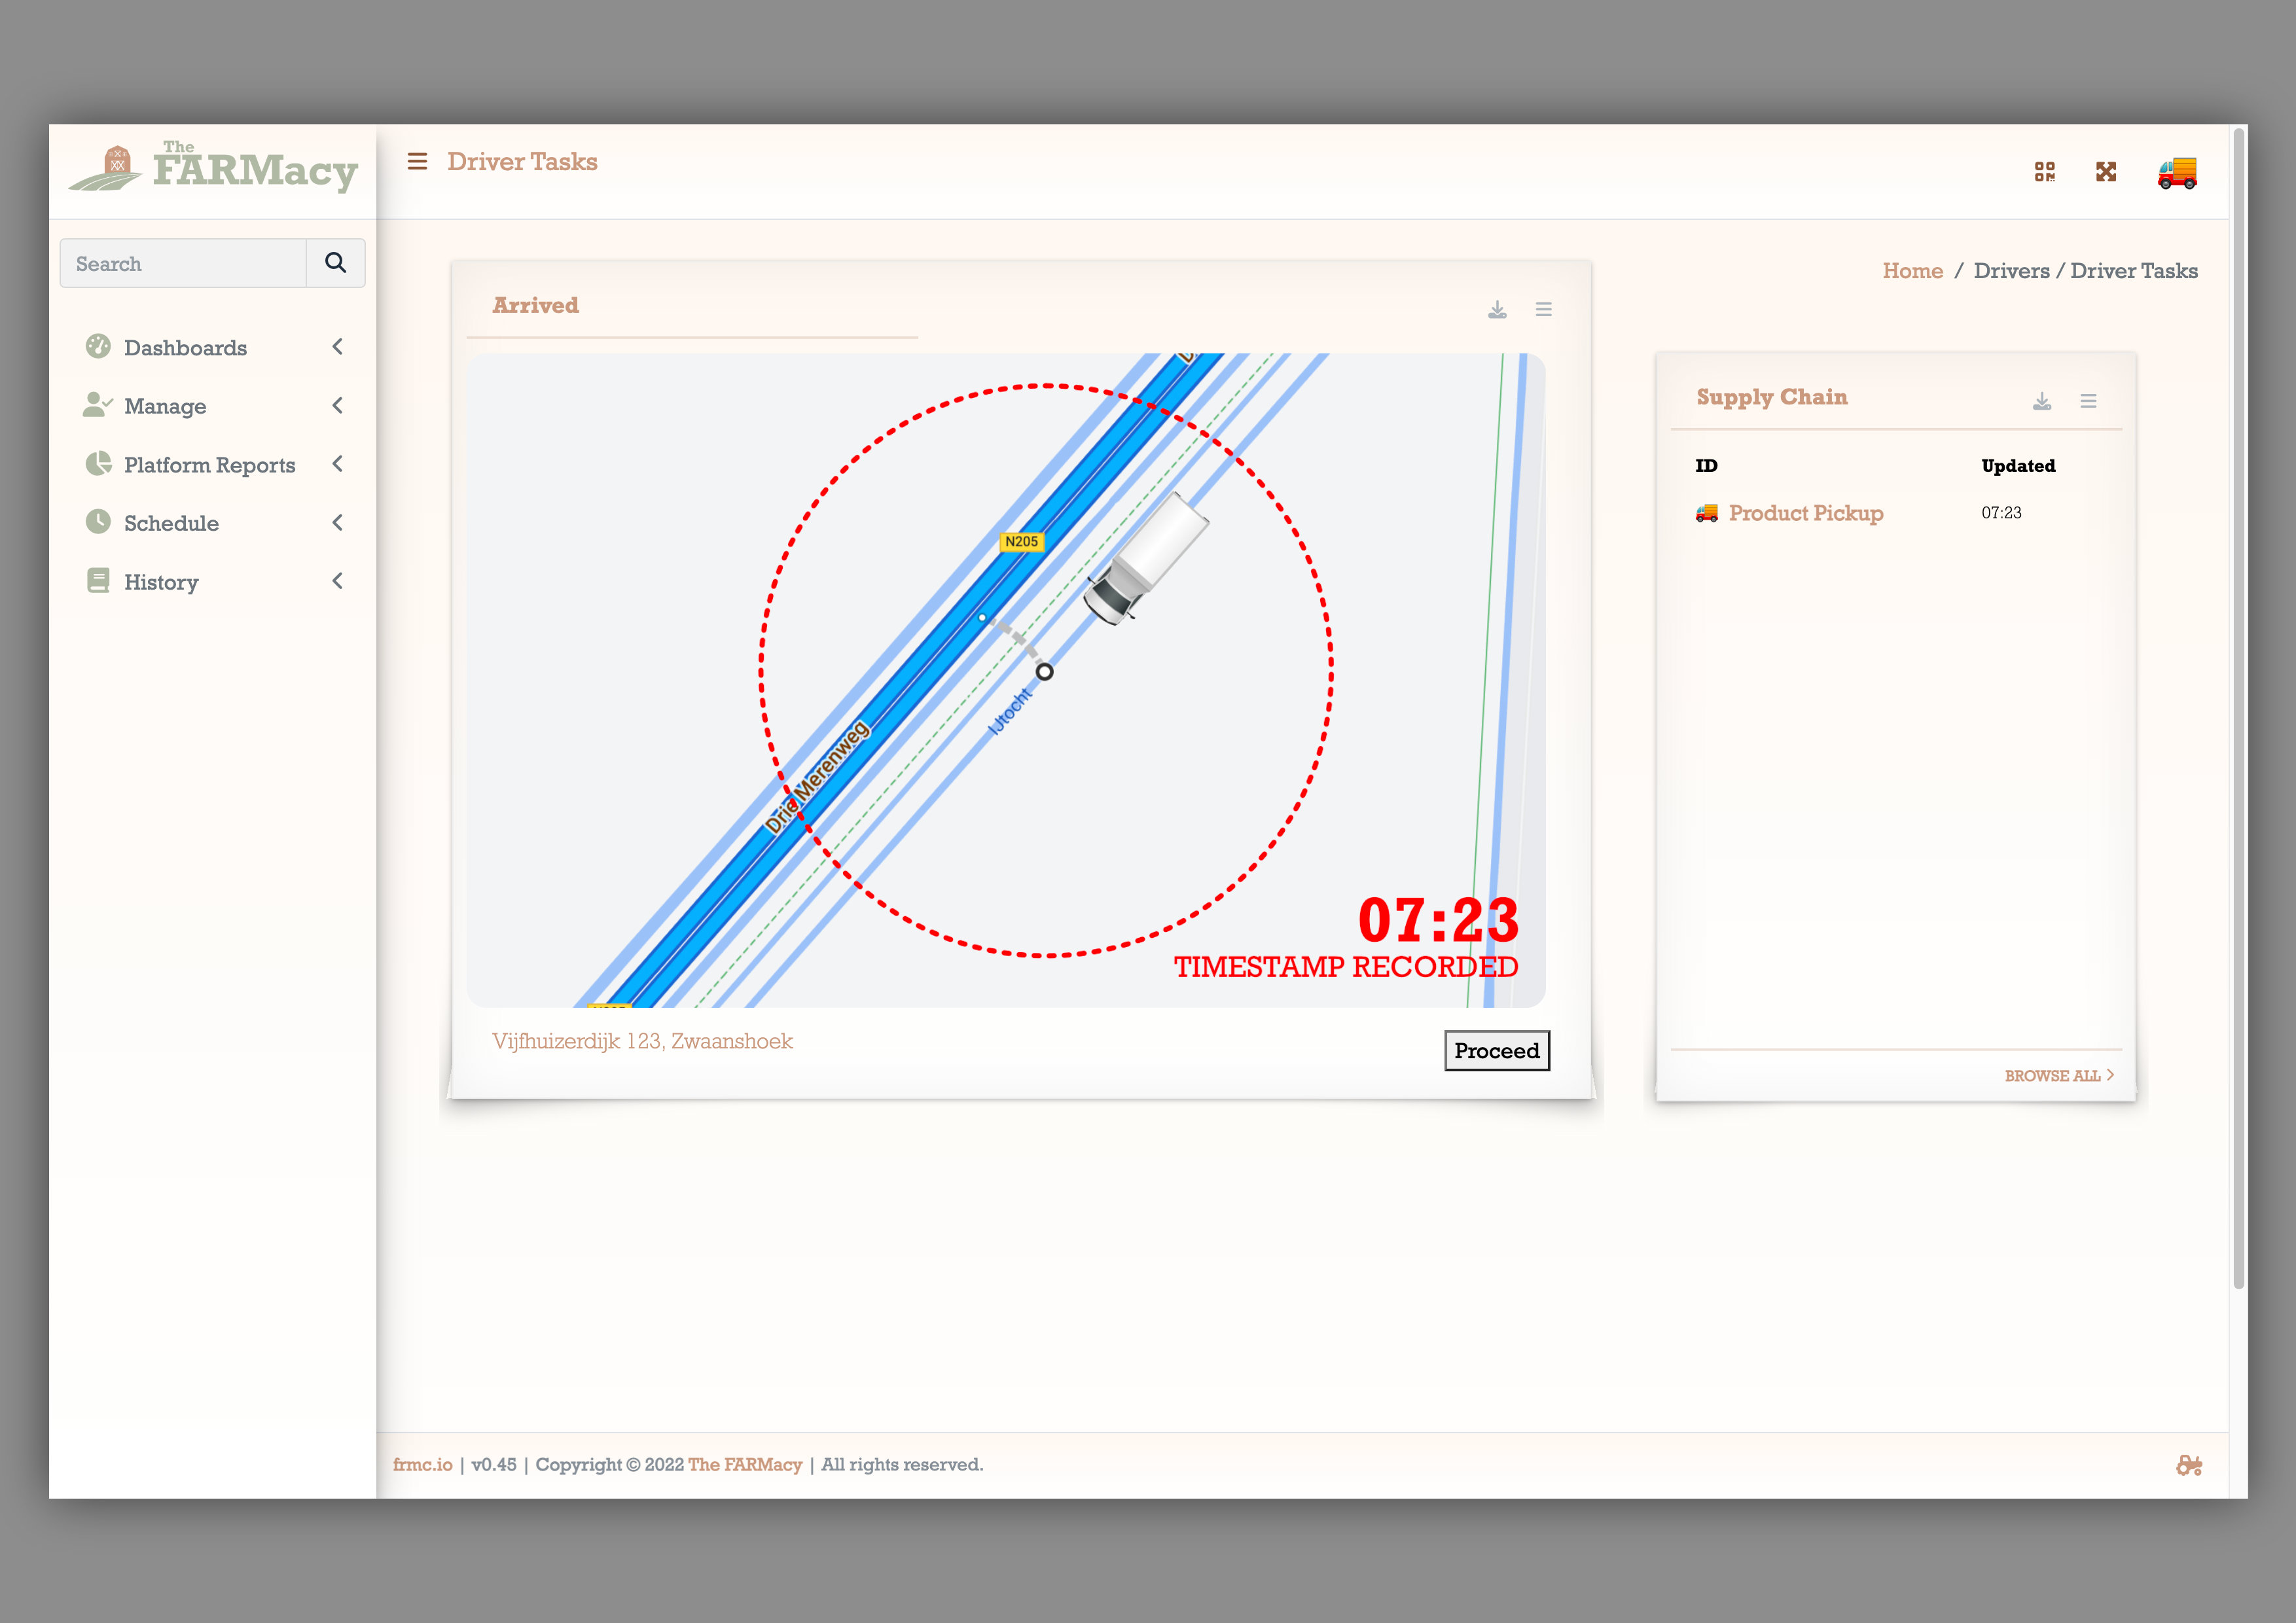 The
FARMacy
Driver Tasks
Search
Home / Drivers / Driver Tasks
Dashboards
Manage
Platform Reports
Schedule
History
Arrived
N205
Drie Merenweg
IJtocht
07:23
TIMESTAMP RECORDED
Vijfhuizerdijk 123, Zwaanshoek
Proceed
Supply Chain
ID Updated
Product Pickup 07:23
BROWSE ALL
frmc.io | v0.45 | Copyright © 2022 The FARMacy | All rights reserved.